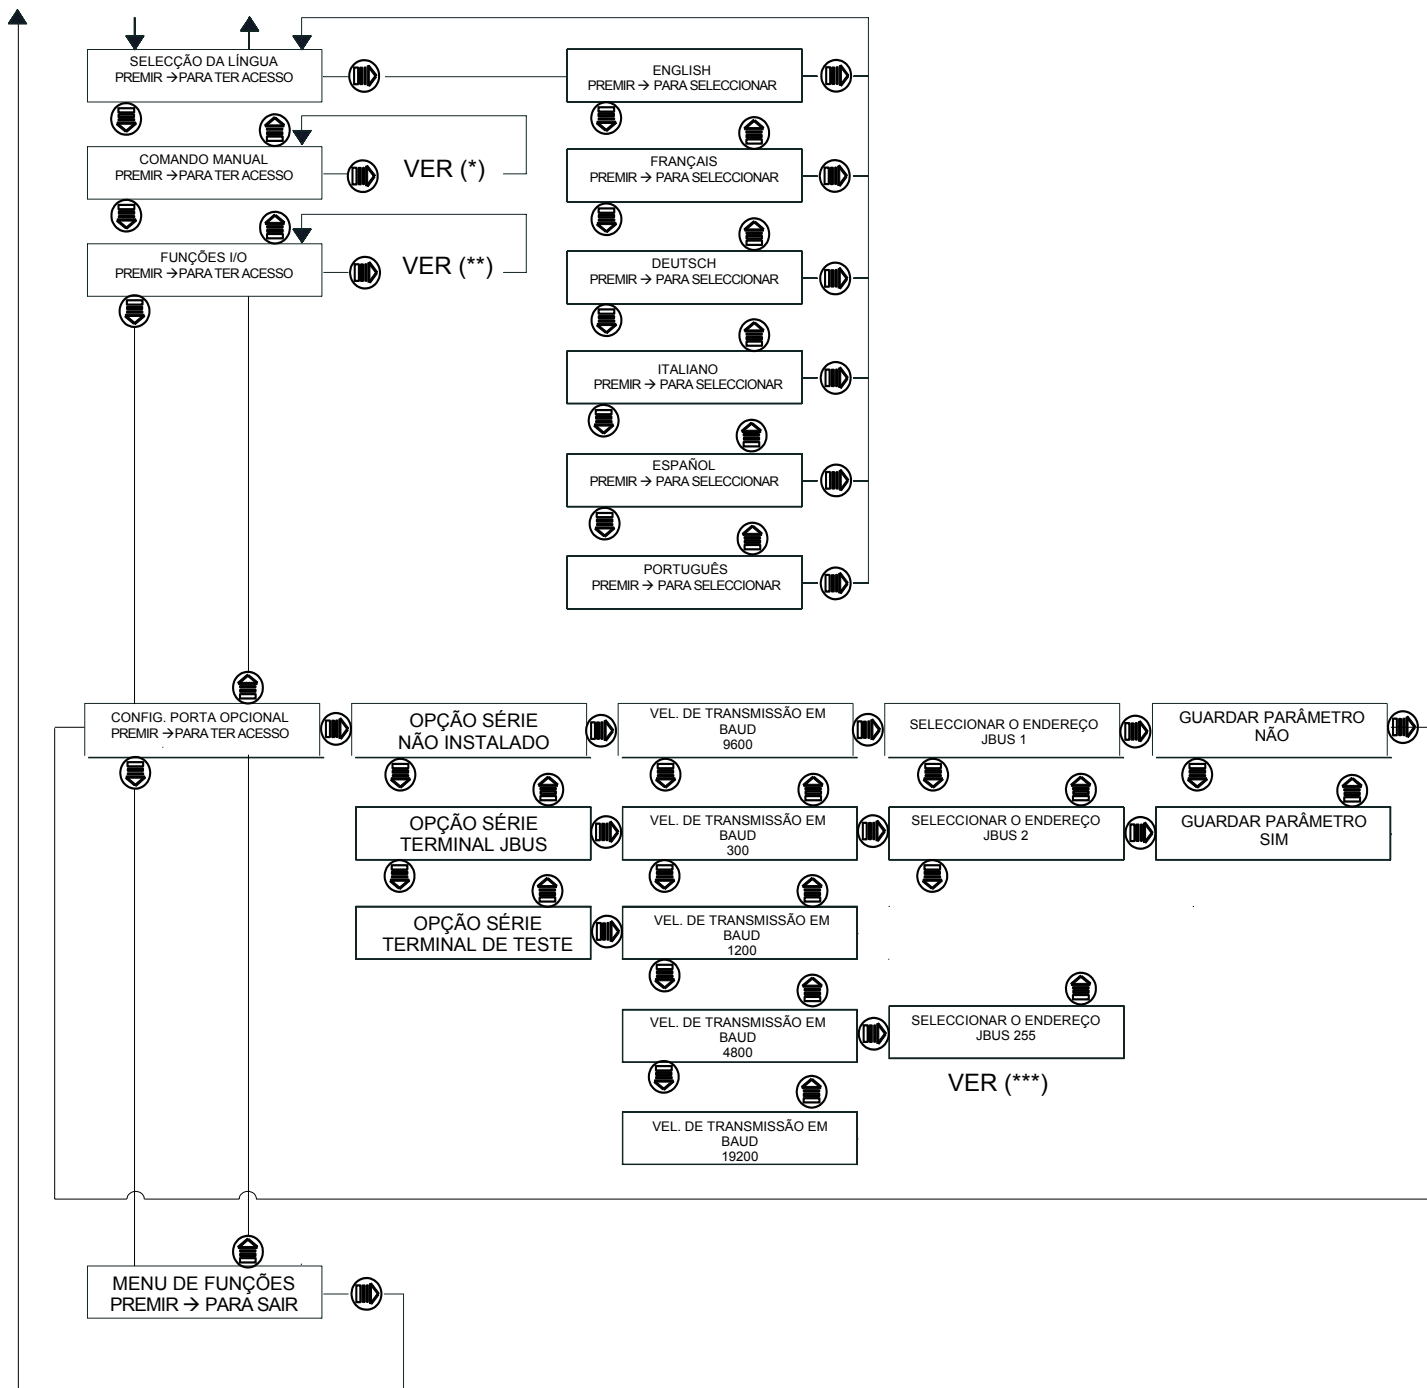 SELECÇÃO DA LÍNGUA
PREMIR → PARA TER ACESSO
ENGLISH
PREMIR → PARA SELECCIONAR
COMANDO MANUAL
PREMIR → PARA TER ACESSO
VER (*)
FRANÇAIS
PREMIR → PARA SELECCIONAR
FUNÇÕES I/O
PREMIR → PARA TER ACESSO
VER (**)
DEUTSCH
PREMIR → PARA SELECCIONAR
ITALIANO
PREMIR → PARA SELECCIONAR
ESPAÑOL
PREMIR → PARA SELECCIONAR
PORTUGUÊS
PREMIR → PARA SELECCIONAR
CONFIG. PORTA OPCIONAL
PREMIR → PARA TER ACESSO
OPÇÃO SÉRIE
NÃO INSTALADO
VEL. DE TRANSMISSÃO EM
BAUD
9600
SELECCIONAR O ENDEREÇO
JBUS 1
GUARDAR PARÂMETRO
NÃO
OPÇÃO SÉRIE
TERMINAL JBUS
VEL. DE TRANSMISSÃO EM
BAUD
300
SELECCIONAR O ENDEREÇO
JBUS 2
GUARDAR PARÂMETRO
SIM
OPÇÃO SÉRIE
TERMINAL DE TESTE
VEL. DE TRANSMISSÃO EM
BAUD
1200
VEL. DE TRANSMISSÃO EM
BAUD
4800
SELECCIONAR O ENDEREÇO
JBUS 255
VER (***)
VEL. DE TRANSMISSÃO EM
BAUD
19200
MENU DE FUNÇÕES
PREMIR → PARA SAIR